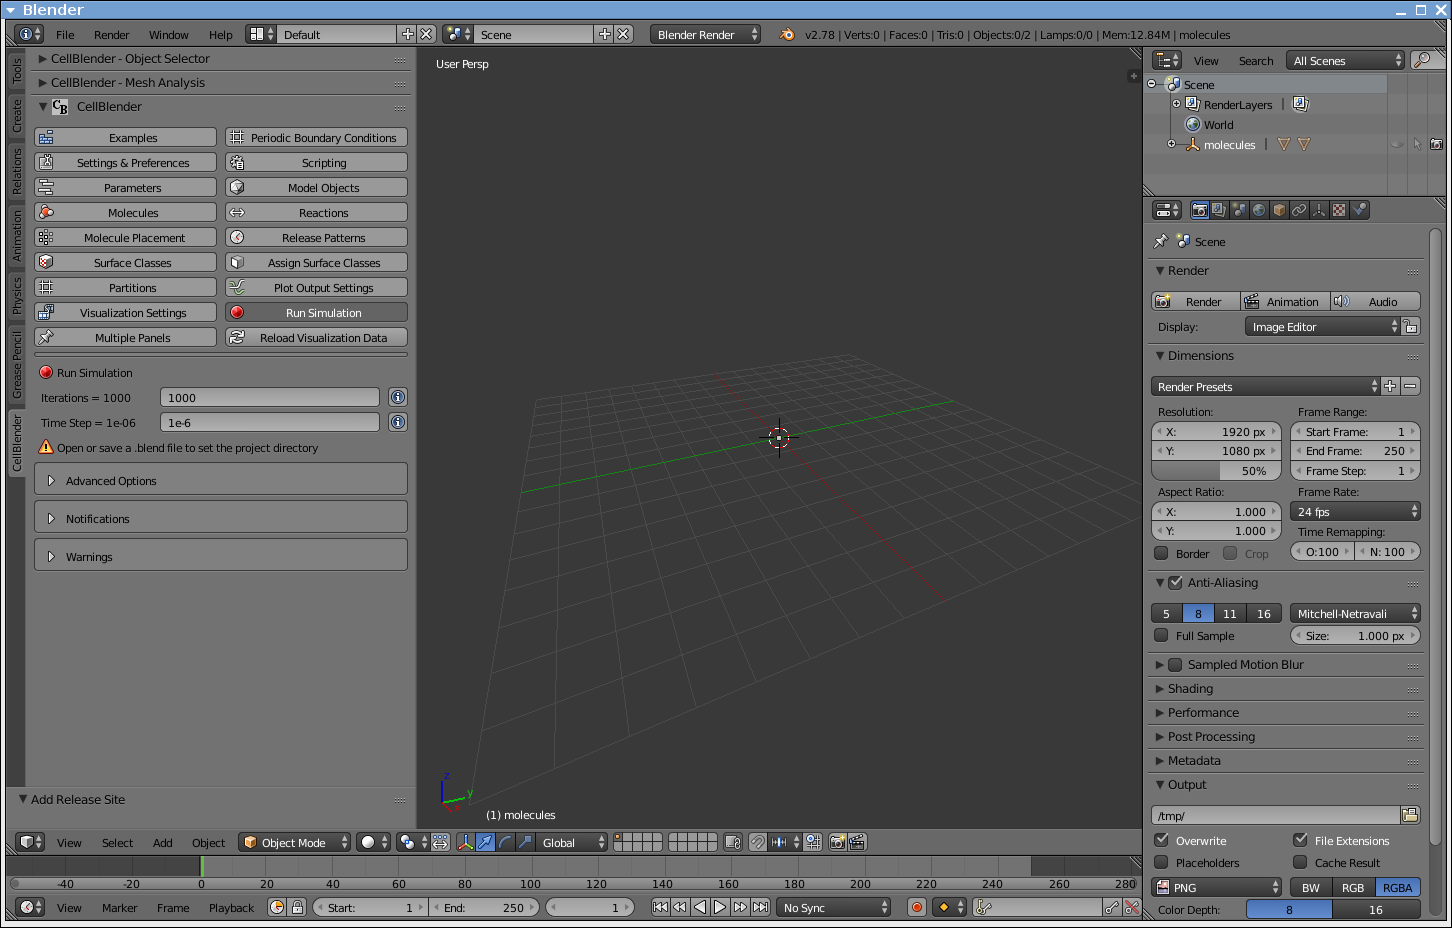 Blender
File Render Window Help Default Scene Blender Render v2.78 | Verts:0 | Faces:0 | Tris:0 | Objects:0/2 | Lamps:0/0 | Mem:12.84M | molecules
Tools
Create
Relations
Animation
Physics
Grease Pencil
CellBlender
CellBlender - Object Selector
CellBlender - Mesh Analysis
CellBlender
Examples Periodic Boundary Conditions
Settings & Preferences Scripting
Parameters Model Objects
Molecules Reactions
Molecule Placement Release Patterns
Surface Classes Assign Surface Classes
Partitions Plot Output Settings
Visualization Settings Run Simulation
Multiple Panels Reload Visualization Data
Run Simulation
Iterations = 1000 1000
Time Step = 1e-06 1e-6
Open or save a .blend file to set the project directory
Advanced Options
Notifications
Warnings
Add Release Site
User Persp
z
y
x
(1) molecules
View Select Add Object Object Mode Global
-40 -20 0 20 40 60 80 100 120 140 160 180 200 220 240 260 280
View Marker Frame Playback Start: 1 End: 250 1 No Sync
View Search All Scenes
Scene
RenderLayers |
World
molecules |
Scene
Render
Render Animation Audio
Display: Image Editor
Dimensions
Render Presets
Resolution: Frame Range:
X: 1920 px Start Frame: 1
Y: 1080 px End Frame: 250
50% Frame Step: 1
Aspect Ratio: Frame Rate:
X: 1.000 24 fps
Y: 1.000 Time Remapping:
Border Crop O:100 N: 100
Anti-Aliasing
5 8 11 16 Mitchell-Netravali
Full Sample Size: 1.000 px
Sampled Motion Blur
Shading
Performance
Post Processing
Metadata
Output
/tmp/
Overwrite File Extensions
Placeholders Cache Result
PNG BW RGB RGBA
Color Depth: 8 16